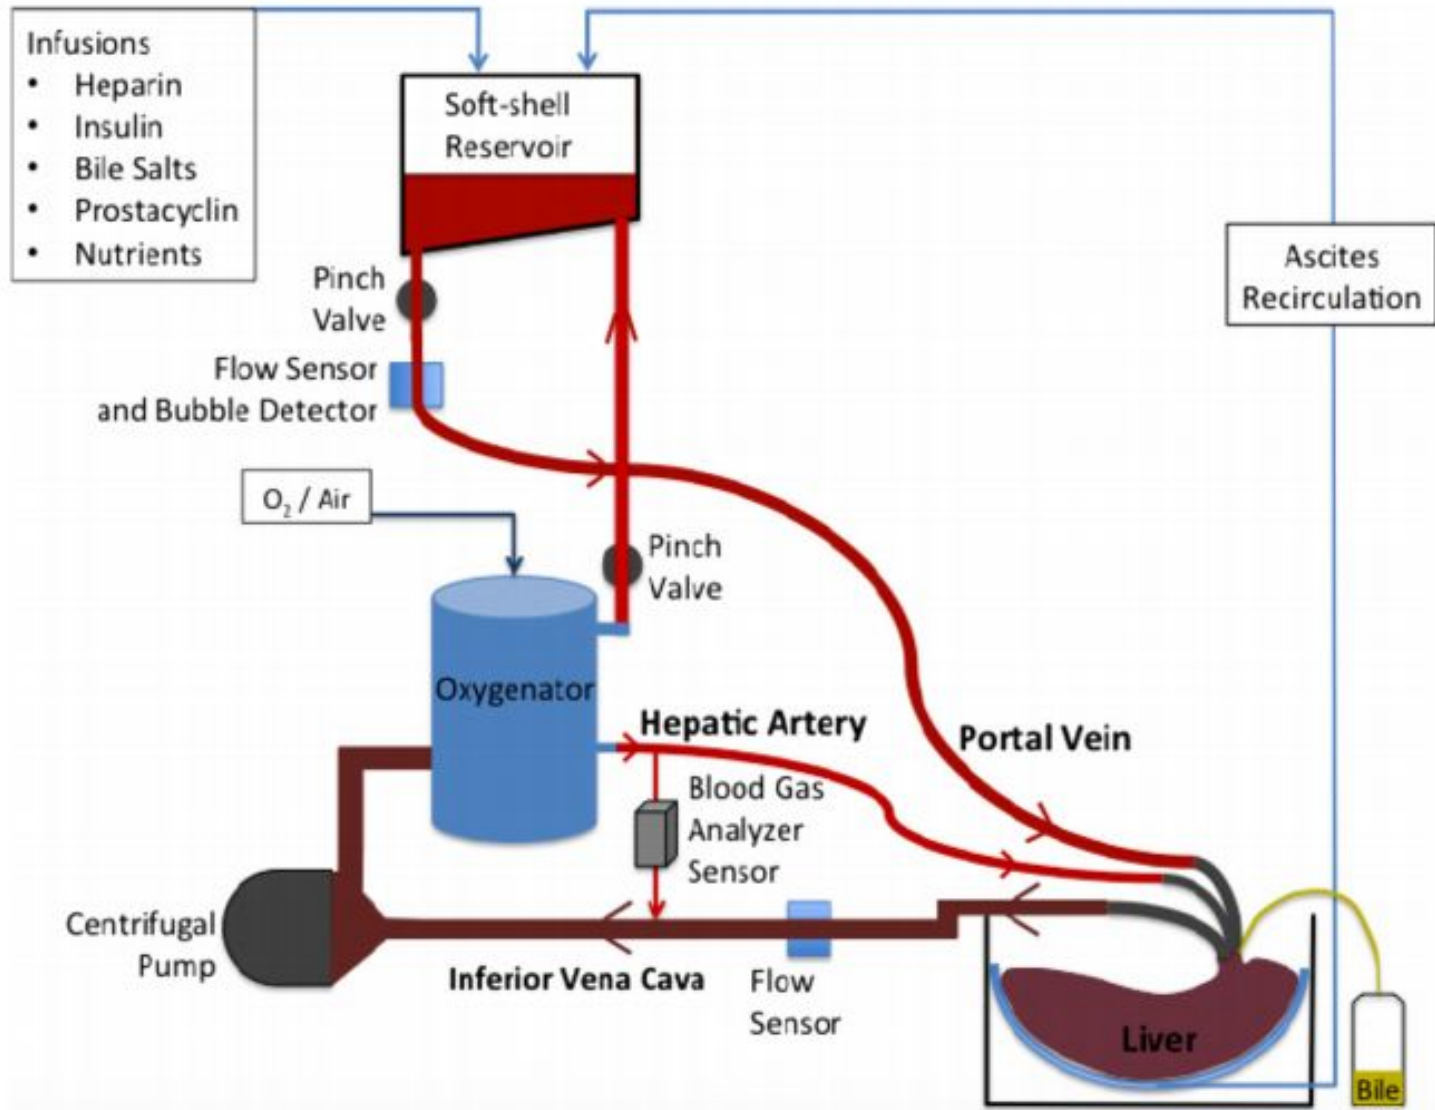 Infusions
• Heparin
• Insulin
• Bile Salts
• Prostacyclin
• Nutrients
Soft-shell
Reservoir
Ascites
Recirculation
Pinch
Valve
Flow Sensor
and Bubble Detector
O₂ / Air
Pinch
Valve
Oxygenator
Hepatic Artery
Portal Vein
Blood Gas
Analyzer
Sensor
Centrifugal
Pump
Inferior Vena Cava
Flow
Sensor
Liver
Bile